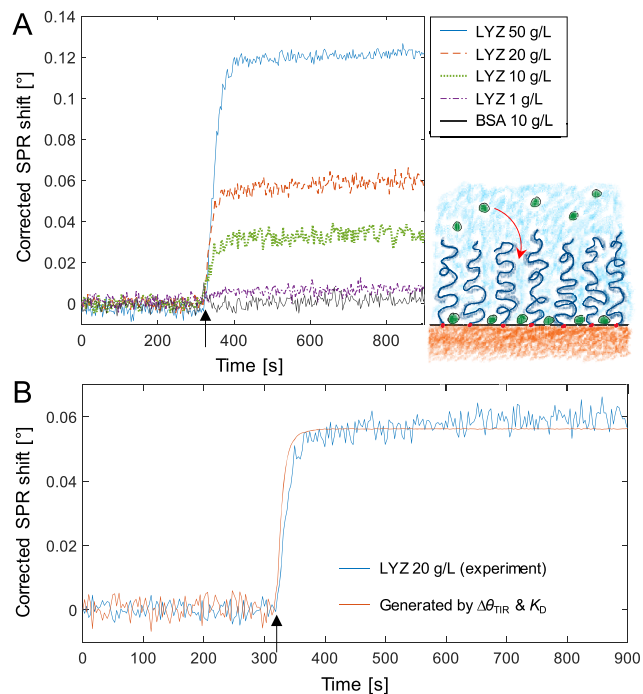 A
Corrected SPR shift [°]
0.14
0.12
0.1
0.08
0.06
0.04
0.02
0
0 200 400 600 800
Time [s]
LYZ 50 g/L
LYZ 20 g/L
LYZ 10 g/L
LYZ 1 g/L
BSA 10 g/L
B
Corrected SPR shift [°]
0.06
0.04
0.02
0
0 100 200 300 400 500 600 700 800 900
Time [s]
LYZ 20 g/L (experiment)
Generated by ΔθTIR & KD